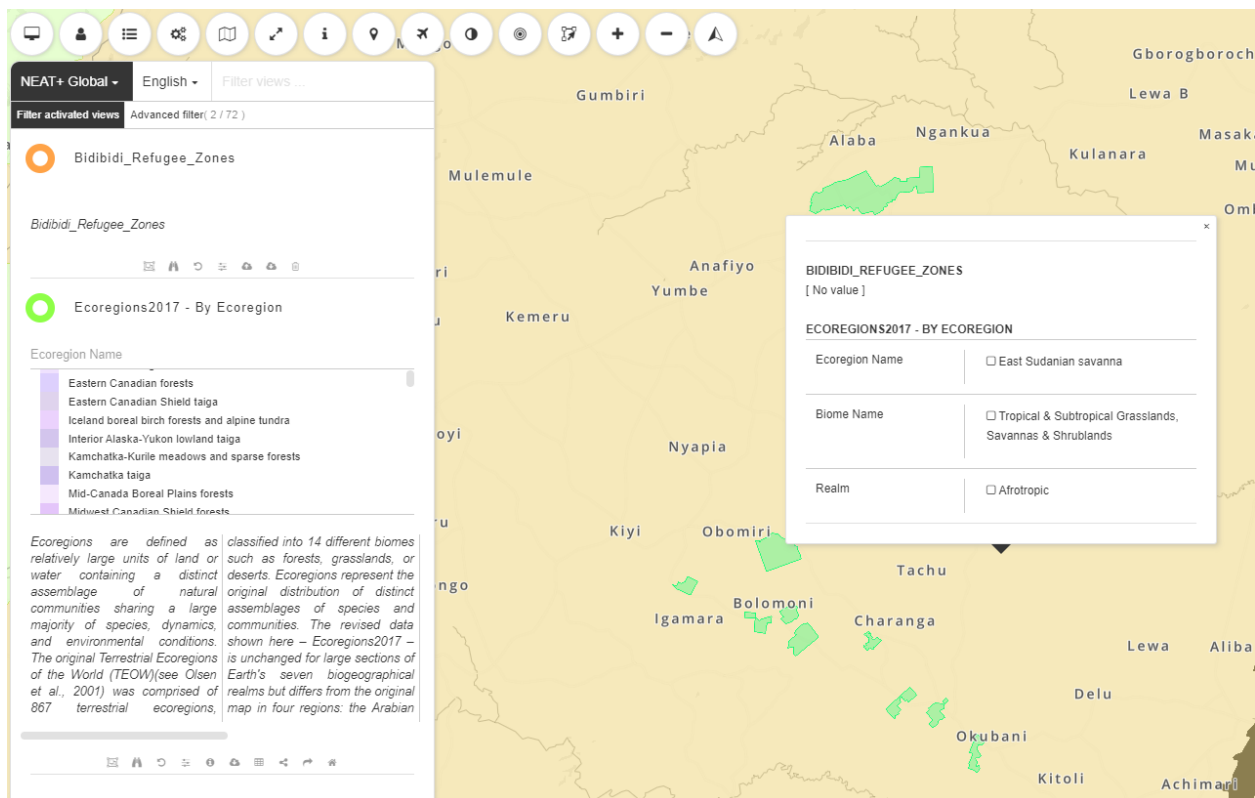 NEAT+ Global
English
Filter views ...
Filter activated views
Advanced filter( 2 / 72 )
Bidibidi_Refugee_Zones
Bidibidi_Refugee_Zones
Ecoregions2017 - By Ecoregion
Ecoregion Name
Eastern Canadian forests
Eastern Canadian Shield taiga
Iceland boreal birch forests and alpine tundra
Interior Alaska-Yukon lowland taiga
Kamchatka-Kurile meadows and sparse forests
Kamchatka taiga
Mid-Canada Boreal Plains forests
Midwest Canadian Shield forests
Ecoregions are defined as
relatively large units of land or
water containing a distinct
assemblage of natural
communities sharing a large
majority of species, dynamics,
and environmental conditions.
The original Terrestrial Ecoregions
of the World (TEOW)(see Olsen
et al., 2001) was comprised of
867 terrestrial ecoregions,
classified into 14 different biomes
such as forests, grasslands, or
deserts. Ecoregions represent the
original distribution of distinct
assemblages of species and
communities. The revised data
shown here – Ecoregions2017 –
is unchanged for large sections of
Earth's seven biogeographical
realms but differs from the original
map in four regions: the Arabian
Gborogboroch
Gumbiri
Lewa B
Ngankua
Masak
Alaba
Kulanara
Mulemule
Anafiyo
Yumbe
Kemeru
BIDIBIDI_REFUGEE_ZONES
[ No value ]
ECOREGIONS2017 - BY ECOREGION
Ecoregion Name
East Sudanian savanna
Biome Name
Tropical & Subtropical Grasslands,
Savannas & Shrublands
Realm
Afrotropic
oyi
Nyapia
Kiyi
Obomiri
Tachu
ngo
Bolomoni
Igamara
Charanga
Lewa
Aliba
Delu
Okubani
Kitoli
Achimari